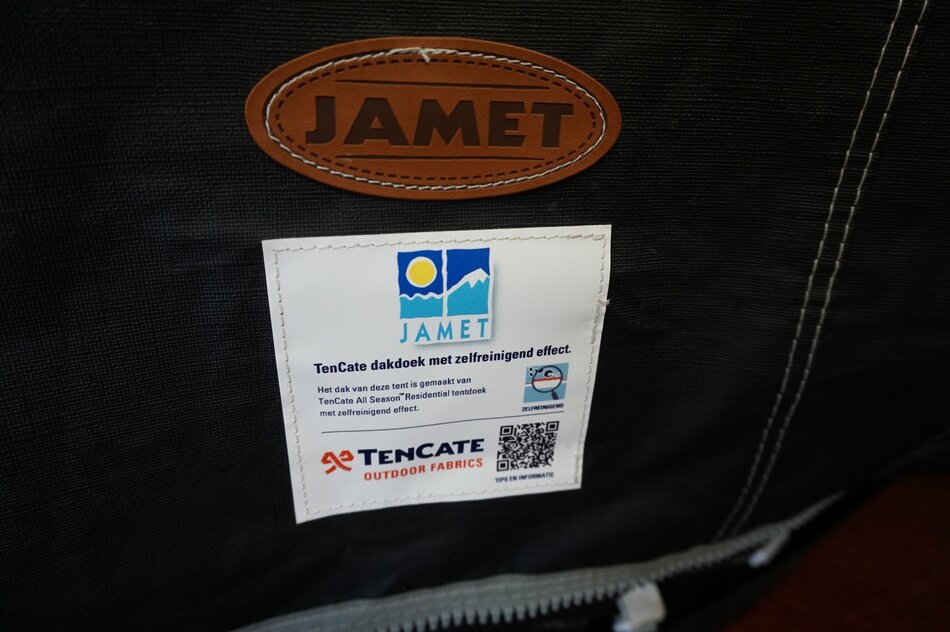 JAMET
JAMET
TenCate dakdoek met zelfreinigend effect.
Het dak van deze tent is gemaakt van
TenCate All Season™ Residential tentdoek
met zelfreinigend effect.
ZELFREINIGEND
TENCATE
OUTDOOR FABRICS
TIPS EN INFORMATIE